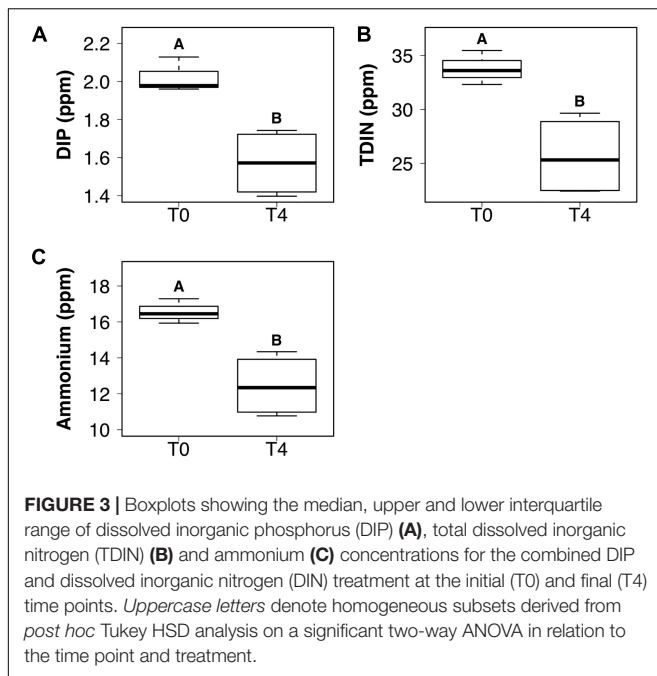 A
DIP (ppm)
2.2
2.0
1.8
1.6
1.4
A
B
T0
T4
B
TDIN (ppm)
35
30
25
A
B
T0
T4
C
Ammonium (ppm)
18
16
14
12
10
A
B
T0
T4
FIGURE 3 | Boxplots showing the median, upper and lower interquartile
range of dissolved inorganic phosphorus (DIP) (A), total dissolved inorganic
nitrogen (TDIN) (B) and ammonium (C) concentrations for the combined DIP
and dissolved inorganic nitrogen (DIN) treatment at the initial (T0) and final (T4)
time points. Uppercase letters denote homogeneous subsets derived from
post hoc Tukey HSD analysis on a significant two-way ANOVA in relation to
the time point and treatment.